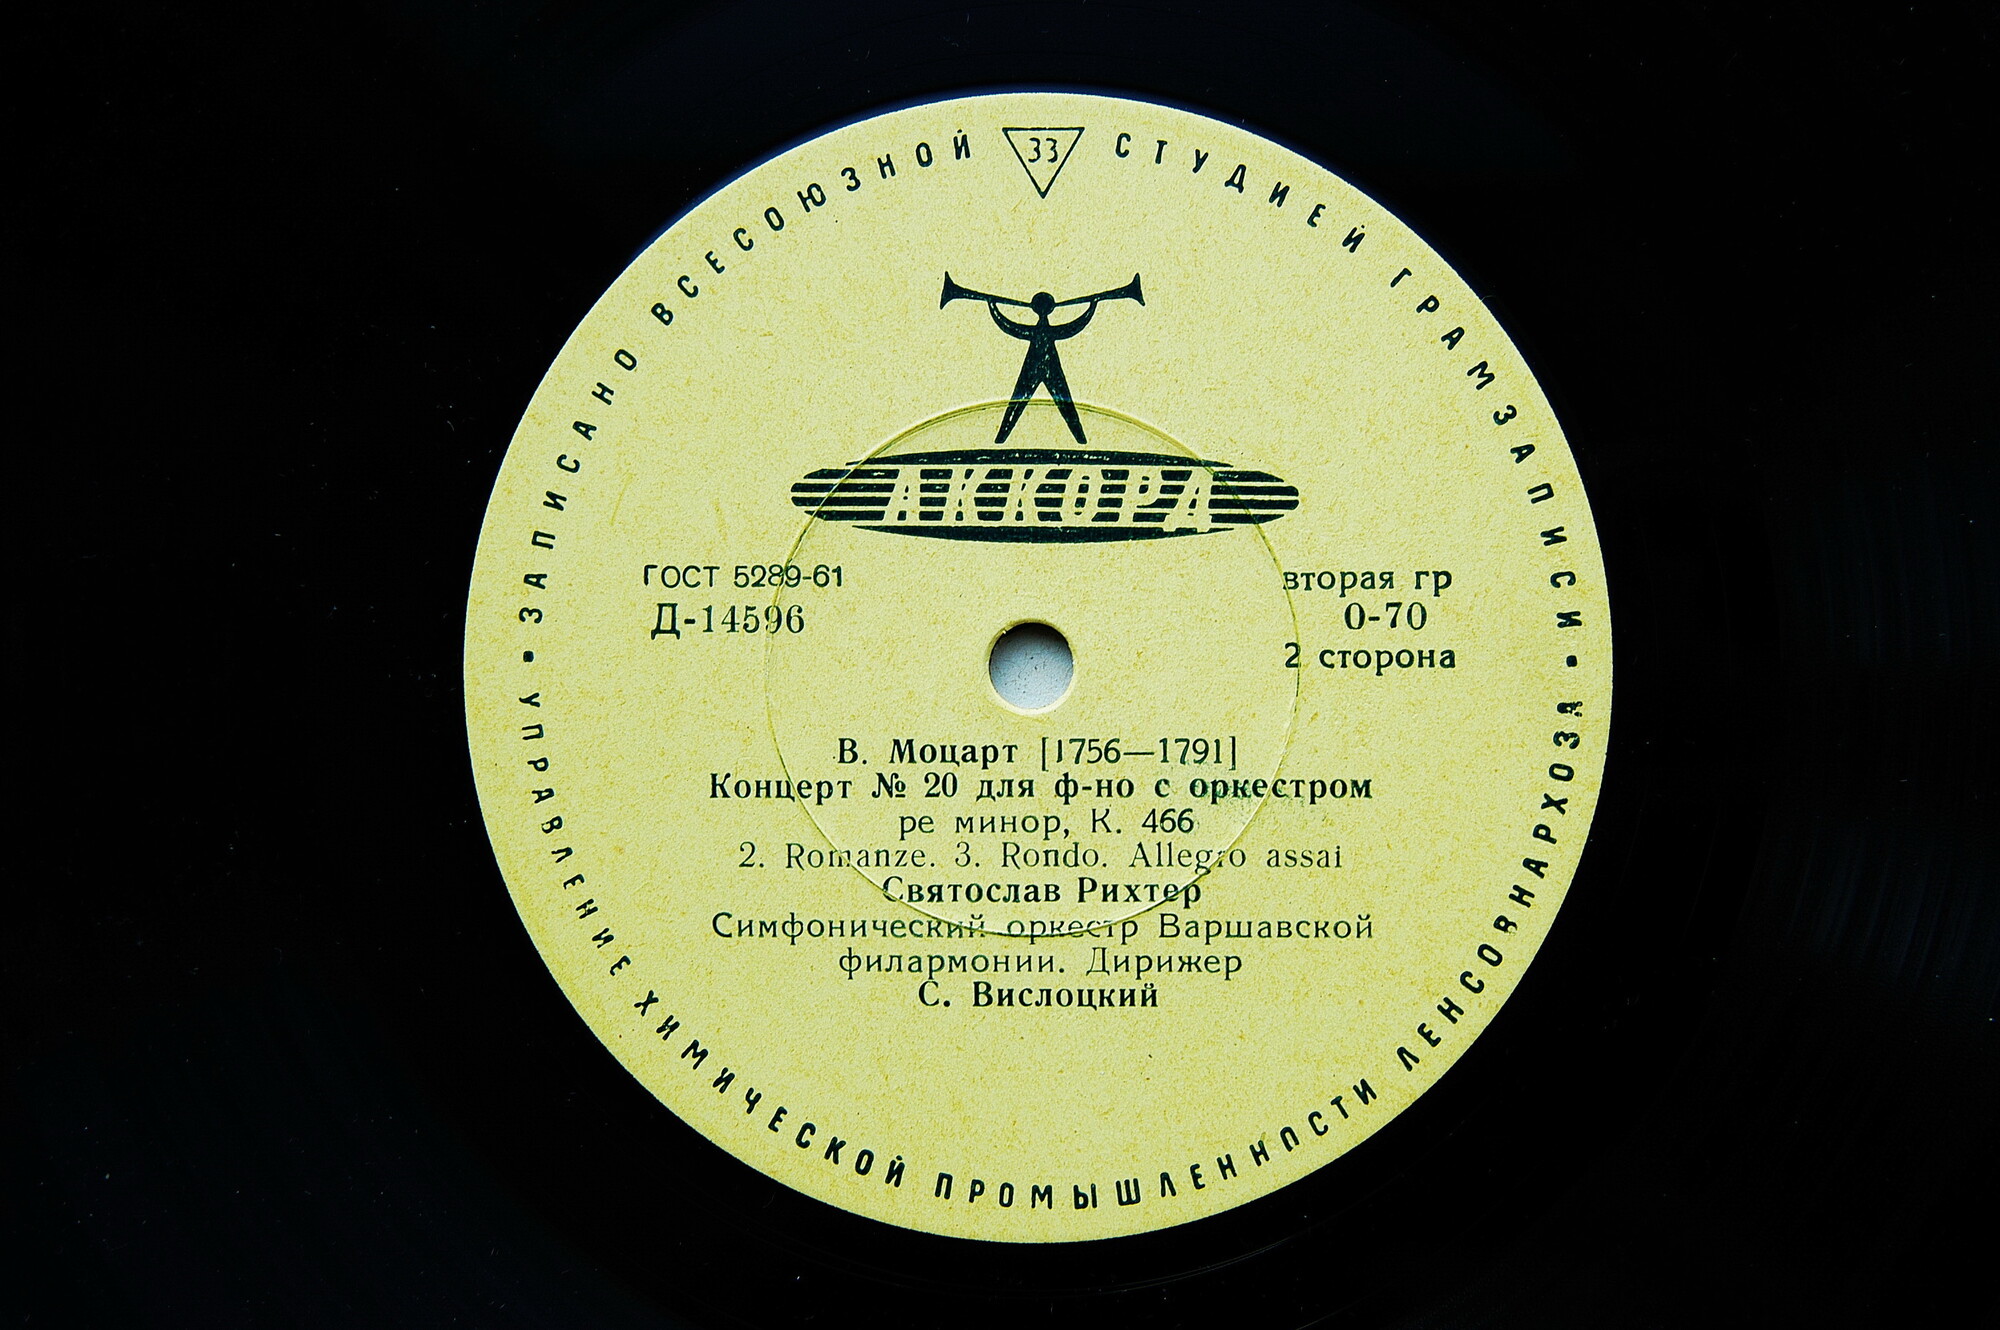 ЗАПИСАНО ВСЕСОЮЗНОЙ 33 СТУДИЕЙ ГРАМЗАПИСИ
АККОРД
ГОСТ 5289-61
Д-14596
вторая гр
0-70
2 сторона
В. Моцарт [1756—1791]
Концерт № 20 для ф-но с оркестром
ре минор, К. 466
2. Romanze. 3. Rondo. Allegro assai
Святослав Рихтер
Симфонический оркестр Варшавской
филармонии. Дирижер
С. Вислоцкий
• УПРАВЛЕНИЕ ХИМИЧЕСКОЙ ПРОМЫШЛЕННОСТИ ЛЕНСОВНАРХОЗА •